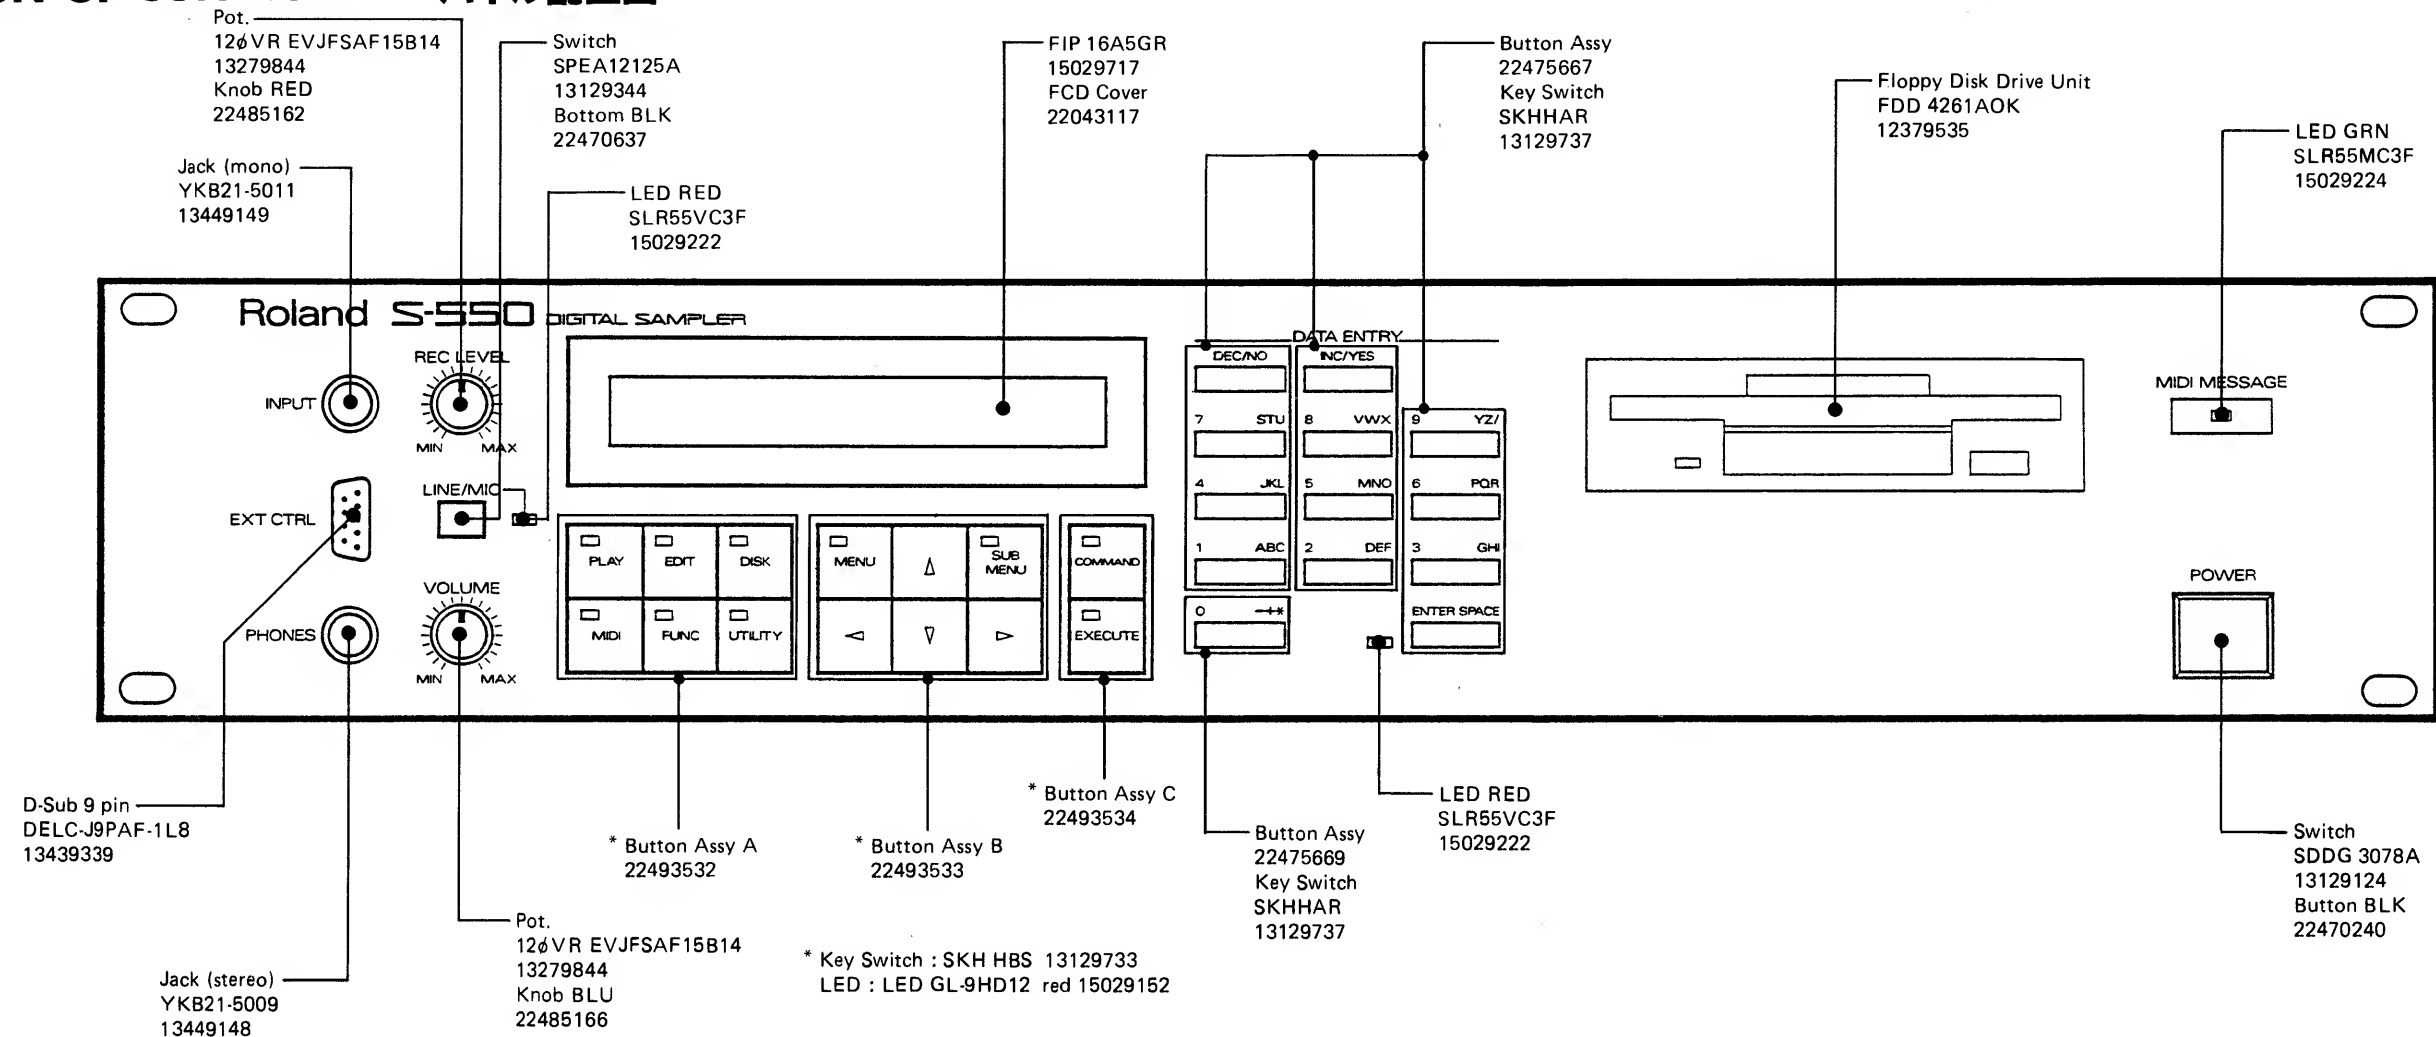 Pot.
12øVR EVJFSAF15B14
13279844
Knob RED
22485162
Switch
SPEA12125A
13129344
Bottom BLK
22470637
FIP 16A5GR
15029717
FCD Cover
22043117
Button Assy
22475667
Key Switch
SKHHAR
13129737
Floppy Disk Drive Unit
FDD 4261AOK
12379535
LED GRN
SLR55MC3F
15029224
Jack (mono)
YKB21-5011
13449149
LED RED
SLR55VC3F
15029222
Roland S-550 DIGITAL SAMPLER
REC LEVEL
INPUT
MIN MAX
LINE/MIC
EXT CTRL
VOLUME
PHONES
MIN MAX
PLAY EDIT DISK
MIDI FUNC UTILITY
MENU △ SUB MENU
◁ ▽ ▷
COMMAND
EXECUTE
DATA ENTRY
DEC/NO INC/YES
7 STU 8 VWX 9 YZ/
4 JKL 5 MNO 6 PQR
1 ABC 2 DEF 3 GHI
0 -+* ENTER SPACE
MIDI MESSAGE
POWER
D-Sub 9 pin
DELC-J9PAF-1L8
13439339
* Button Assy A
22493532
* Button Assy B
22493533
* Button Assy C
22493534
Button Assy
22475669
Key Switch
SKHHAR
13129737
LED RED
SLR55VC3F
15029222
Switch
SDDG 3078A
13129124
Button BLK
22470240
Pot.
12øVR EVJFSAF15B14
13279844
Knob BLU
22485166
Jack (stereo)
YKB21-5009
13449148
* Key Switch : SKH HBS 13129733
LED : LED GL-9HD12 red 15029152